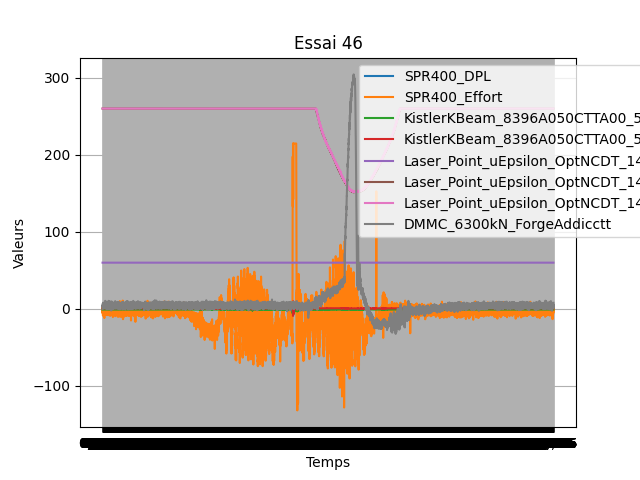 Essai 46
SPR400_DPL
SPR400_Effort
KistlerKBeam_8396A050CTTA00_5
KistlerKBeam_8396A050CTTA00_5
Laser_Point_uEpsilon_OptNCDT_14
Laser_Point_uEpsilon_OptNCDT_14
Laser_Point_uEpsilon_OptNCDT_14
DMMC_6300kN_ForgeAddicctt
300
200
100
0
−100
Valeurs
Temps